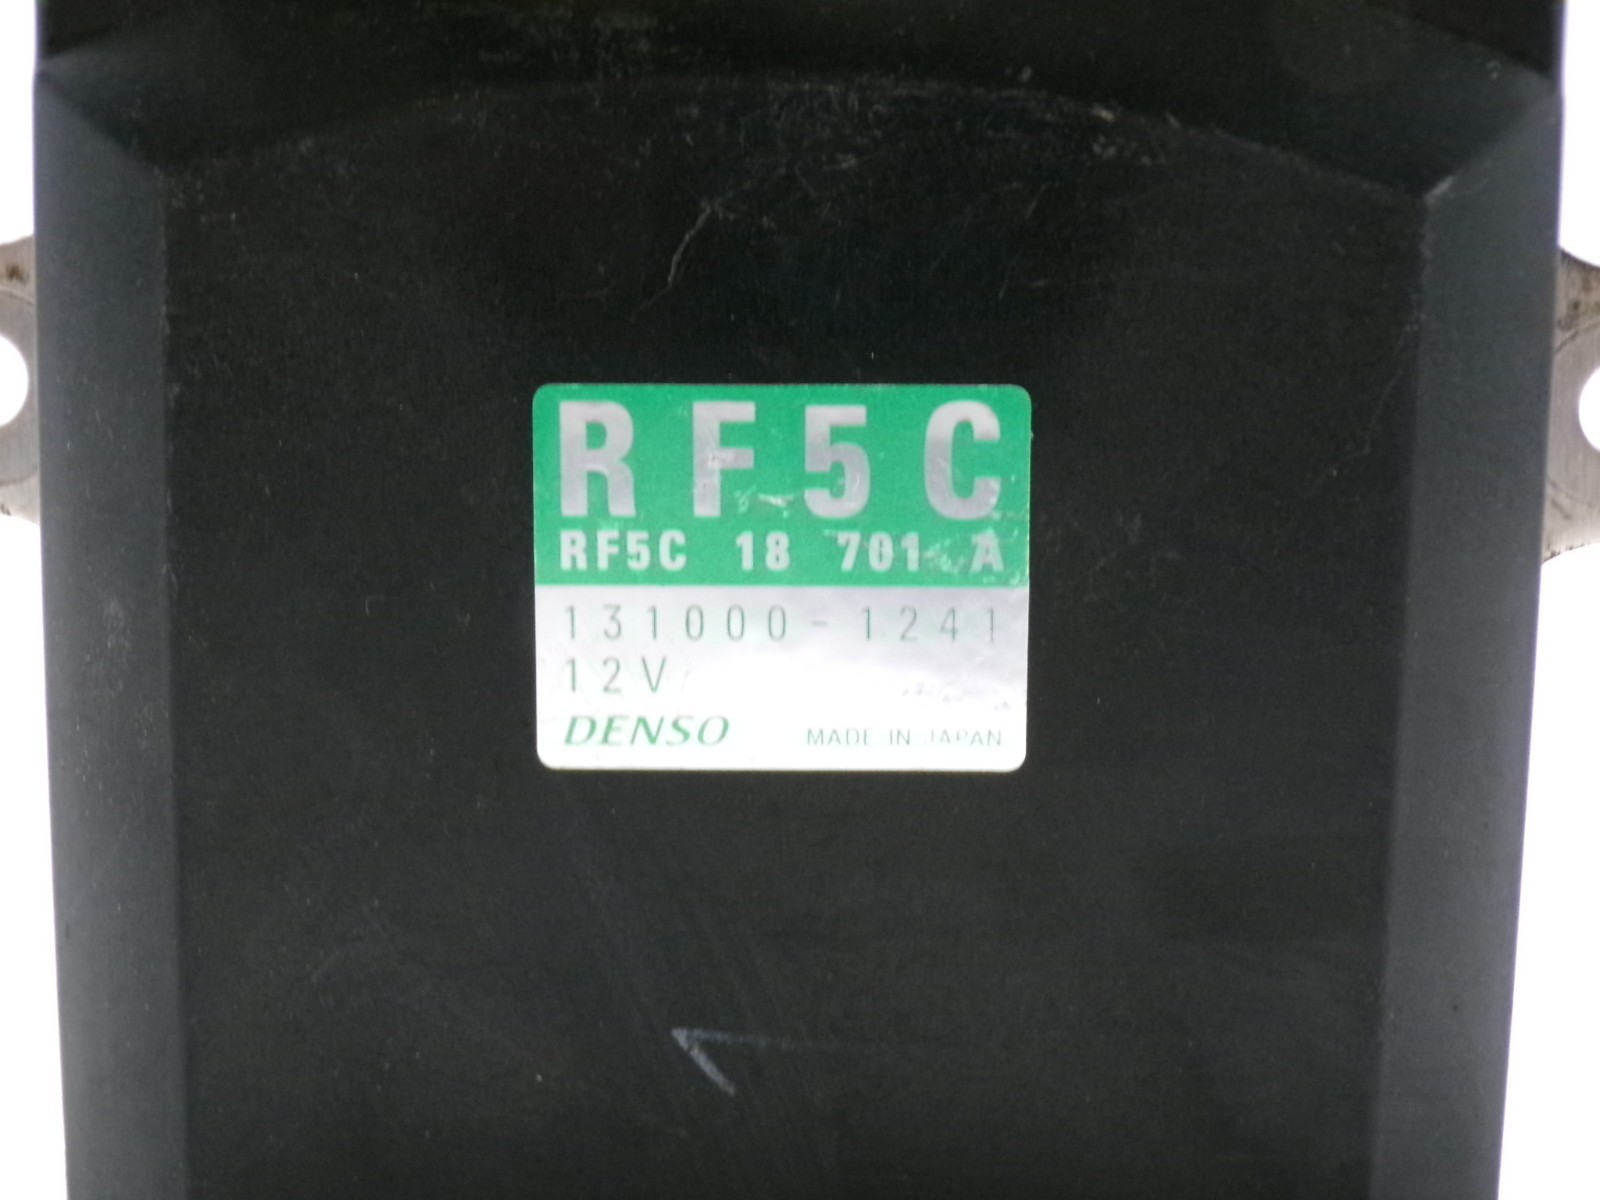 RF5C
RF5C 18 701 A
131000-1241
12V
DENSO MADE IN JAPAN